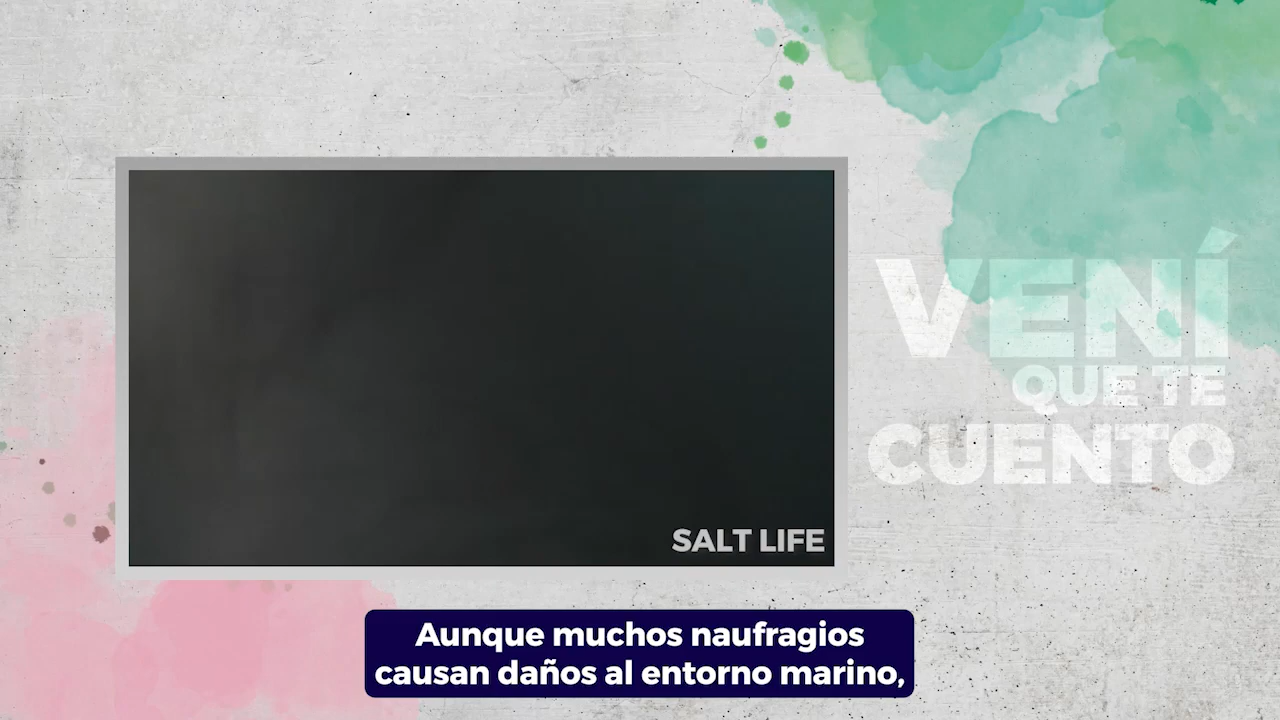 VENÍ
QUE TE
CUENTO
SALT LIFE
Aunque muchos naufragios
causan daños al entorno marino,